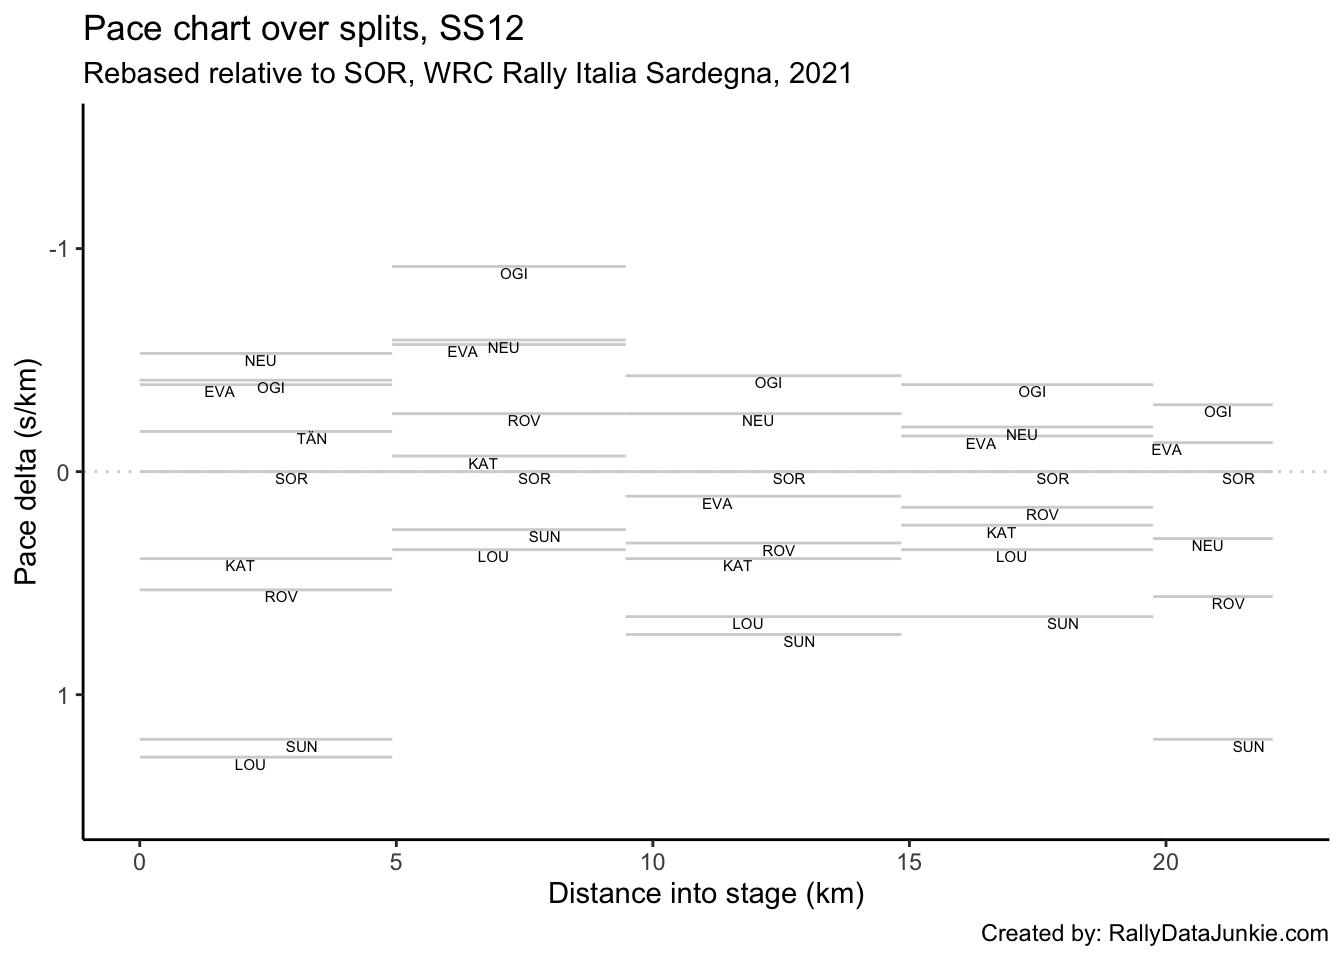 Pace chart over splits, SS12
Rebased relative to SOR, WRC Rally Italia Sardegna, 2021
Pace delta (s/km)
-1
0
1
NEU
EVA OGI
TÄN
SOR
KAT
ROV
SUN
LOU
OGI
EVA NEU
ROV
KAT
SOR
SUN
LOU
OGI
NEU
SOR
EVA
ROV
KAT
LOU
SUN
OGI
NEU
EVA
SOR
ROV
KAT
LOU
SUN
OGI
EVA
SOR
NEU
ROV
SUN
0 5 10 15 20
Distance into stage (km)
Created by: RallyDataJunkie.com